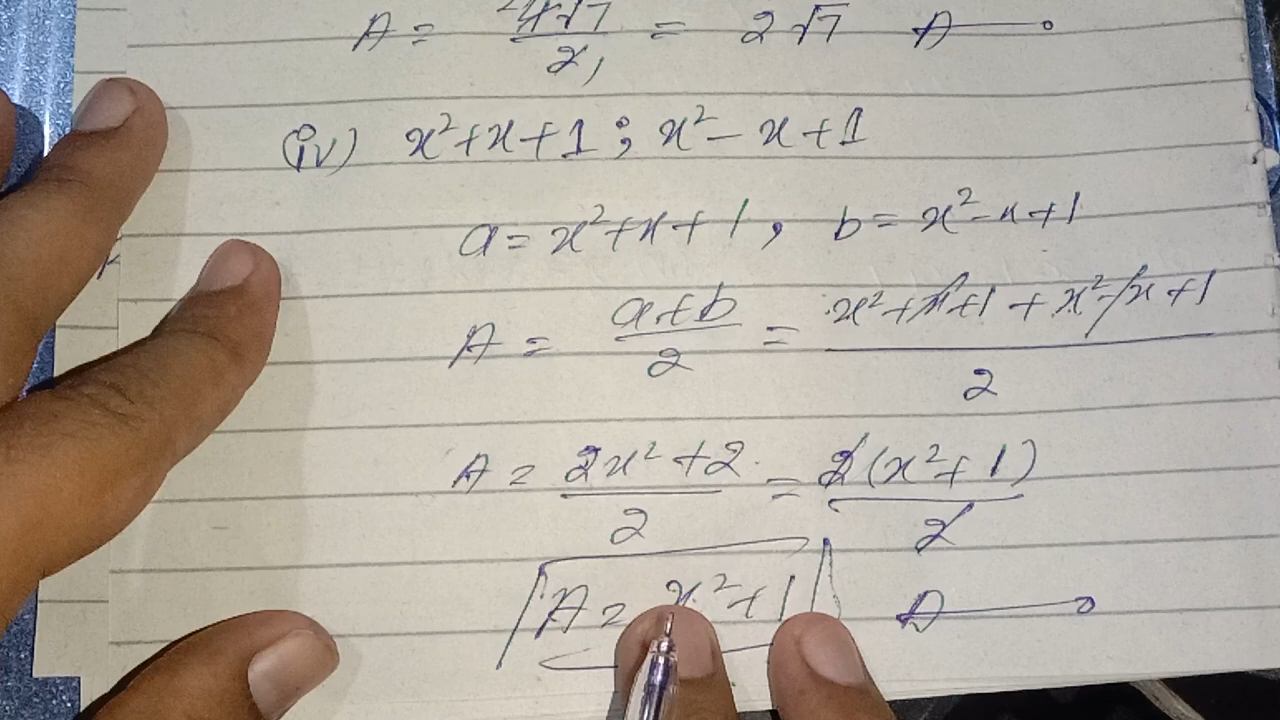 A = 4√7/2 = 2√7 A
(iv) x²+x+1 ; x²-x+1
a = x²+x+1, b = x²-x+1
A = a+b/2 = x²+x+1+x²-x+1/2
A = 2x²+2/2 = 2(x²+1)/2
A = x²+1 A